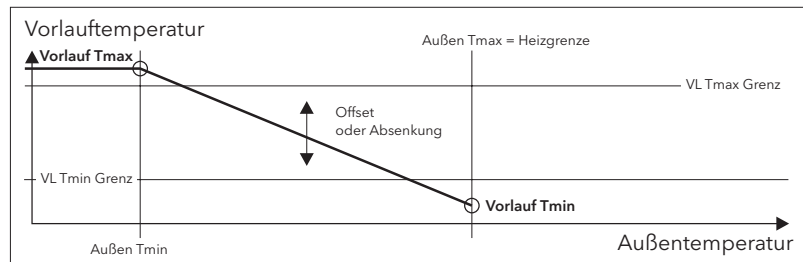 Vorlauftemperatur
Vorlauf Tmax
Außen Tmax = Heizgrenze
VL Tmax Grenz
Offset
oder Absenkung
VL Tmin Grenz
Vorlauf Tmin
Außen Tmin
Außentemperatur